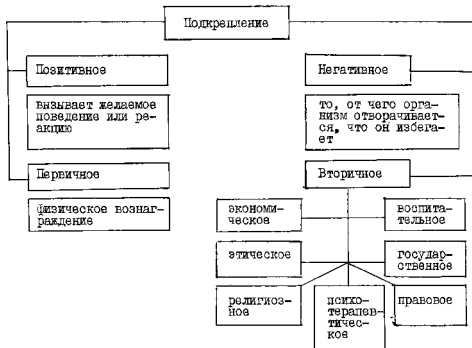 Подкрепление
Позитивное
Негативное
вызывает желаемое
поведение или ре-
акцию
то, от чего орга-
низм отворачивает-
ся, что он избега-
ет
Первичное
Вторичное
физическое вознаг-
раждение
экономи-
ческое
воспита-
тельное
этическое
государ-
ственное
религиоз-
ное
психо-
терапев-
тичес-
кое
правовое